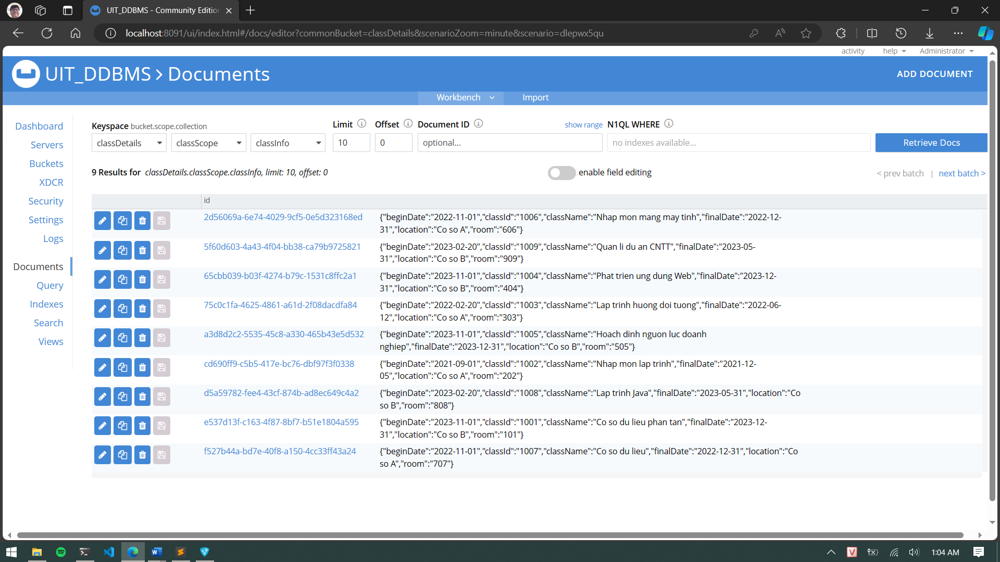 UIT_DDBMS - Community Edition
localhost:8091/ui/index.html#/docs/editor?commonBucket=classDetails&scenarioZoom=minute&scenario=dlepwx5qu
activity help Administrator
UIT_DDBMS > Documents
ADD DOCUMENT
Workbench Import
Dashboard
Servers
Buckets
XDCR
Security
Settings
Logs
Documents
Query
Indexes
Search
Views
Keyspace bucket.scope.collection Limit Offset Document ID show range N1QL WHERE
classDetails classScope classInfo 10 0 optional... no indexes available... Retrieve Docs
9 Results for classDetails.classScope.classInfo, limit: 10, offset: 0 enable field editing < prev batch | next batch >
id
2d56069a-6e74-4029-9cf5-0e5d323168ed {"beginDate":"2022-11-01","classId":"1006","className":"Nhap mon mang may tinh","finalDate":"2022-12-
31","location":"Co so A","room":"606"}
5f60d603-4a43-4f04-bb38-ca79b9725821 {"beginDate":"2023-02-20","classId":"1009","className":"Quan li du an CNTT","finalDate":"2023-05-
31","location":"Co so B","room":"909"}
65cbb039-b03f-4274-b79c-1531c8ffc2a1 {"beginDate":"2023-11-01","classId":"1004","className":"Phat trien ung dung Web","finalDate":"2023-12-
31","location":"Co so B","room":"404"}
75c0c1fa-4625-4861-a61d-2f08dacdfa84 {"beginDate":"2022-02-20","classId":"1003","className":"Lap trinh huong doi tuong","finalDate":"2022-06-
12","location":"Co so A","room":"303"}
a3d8d2c2-5535-45c8-a330-465b43e5d532 {"beginDate":"2023-11-01","classId":"1005","className":"Hoach dinh nguon luc doanh
nghiep","finalDate":"2023-12-31","location":"Co so B","room":"505"}
cd690ff9-c5b5-417e-bc76-dbf97f3f0338 {"beginDate":"2021-09-01","classId":"1002","className":"Nhap mon lap trinh","finalDate":"2021-12-
05","location":"Co so A","room":"202"}
d5a59782-fee4-43cf-874b-ad8ec649c4a2 {"beginDate":"2023-02-20","classId":"1008","className":"Lap trinh Java","finalDate":"2023-05-31","location":"Co
so B","room":"808"}
e537d13f-c163-4f87-8bf7-b51e1804a595 {"beginDate":"2023-11-01","classId":"1001","className":"Co so du lieu phan tan","finalDate":"2023-12-
31","location":"Co so B","room":"101"}
f527b44a-bd7e-40f8-a150-4cc33ff43a24 {"beginDate":"2022-11-01","classId":"1007","className":"Co so du lieu","finalDate":"2022-12-31","location":"Co
so A","room":"707"}
1:04 AM